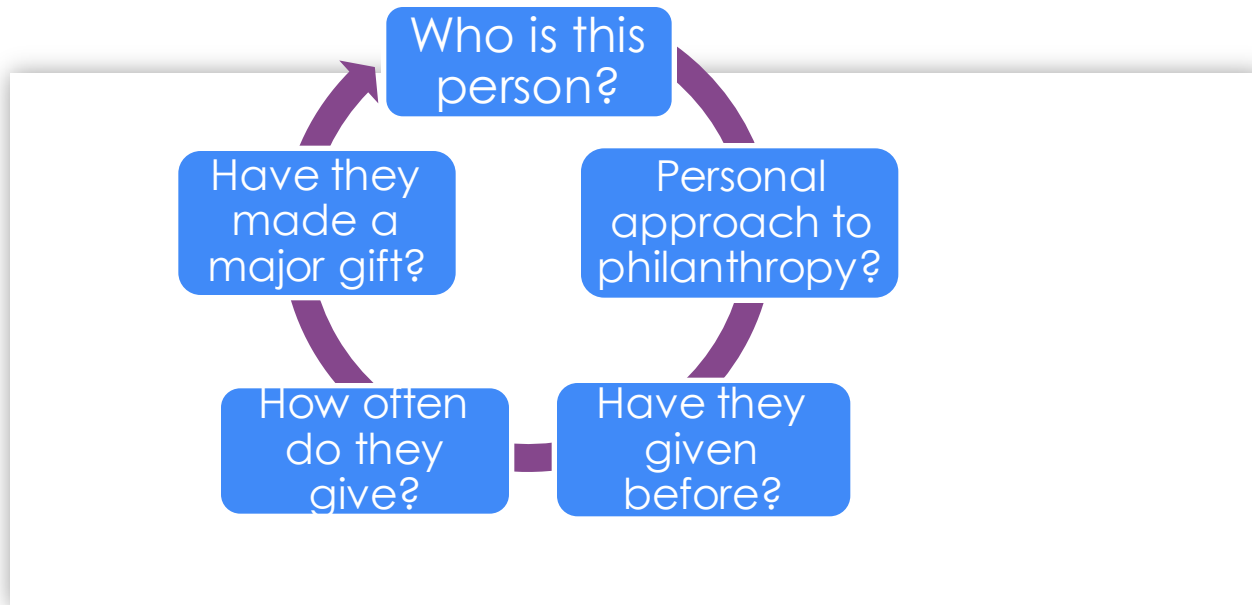 Who is this
person?
Personal
approach to
philanthropy?
Have they
given
before?
How often
do they
give?
Have they
made a
major gift?